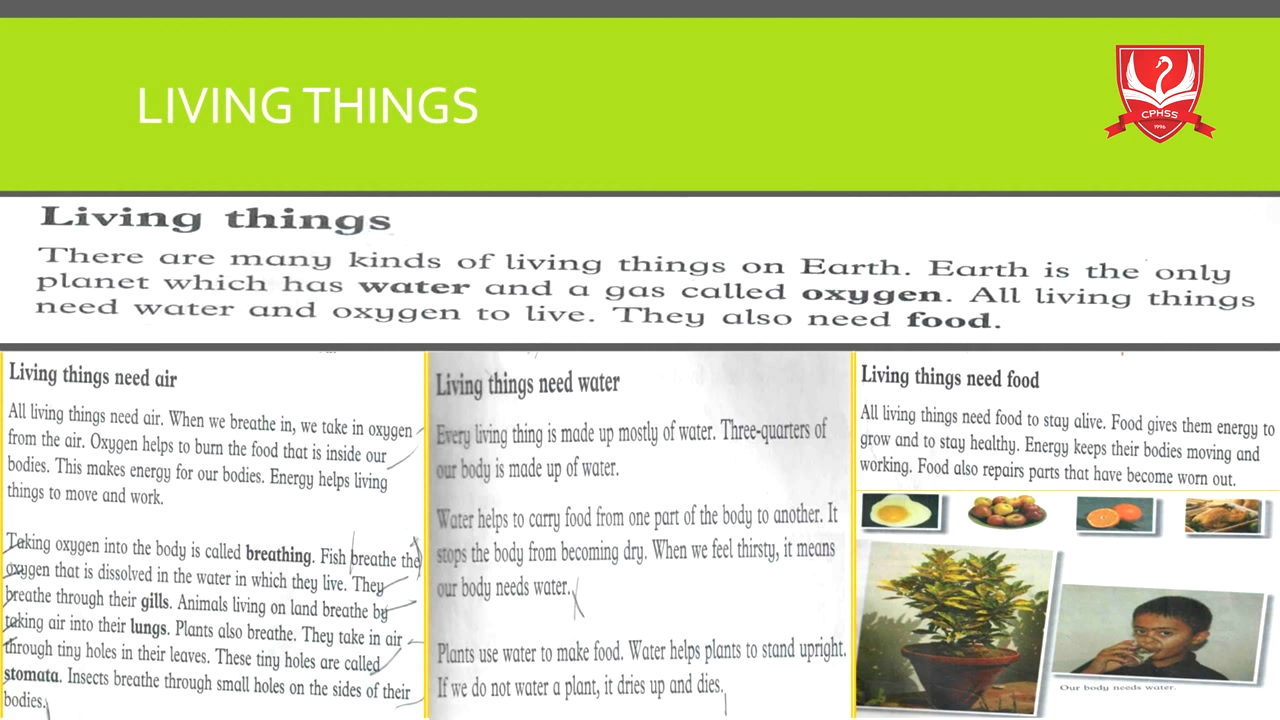 LIVING THINGS
CPHSS
1996
Living things
There are many kinds of living things on Earth. Earth is the only
planet which has water and a gas called oxygen. All living things
need water and oxygen to live. They also need food.
Living things need air
All living things need air. When we breathe in, we take in oxygen
from the air. Oxygen helps to burn the food that is inside our
bodies. This makes energy for our bodies. Energy helps living
things to move and work.
Taking oxygen into the body is called breathing. Fish breathe the
oxygen that is dissolved in the water in which they live. They
breathe through their gills. Animals living on land breathe by
taking air into their lungs. Plants also breathe. They take in air
through tiny holes in their leaves. These tiny holes are called
stomata. Insects breathe through small holes on the sides of their
bodies.
Living things need water
Every living thing is made up mostly of water. Three-quarters of
our body is made up of water.
Water helps to carry food from one part of the body to another. It
stops the body from becoming dry. When we feel thirsty, it means
our body needs water.
Plants use water to make food. Water helps plants to stand upright.
If we do not water a plant, it dries up and dies.
Living things need food
All living things need food to stay alive. Food gives them energy to
grow and to stay healthy. Energy keeps their bodies moving and
working. Food also repairs parts that have become worn out.
Our body needs water.